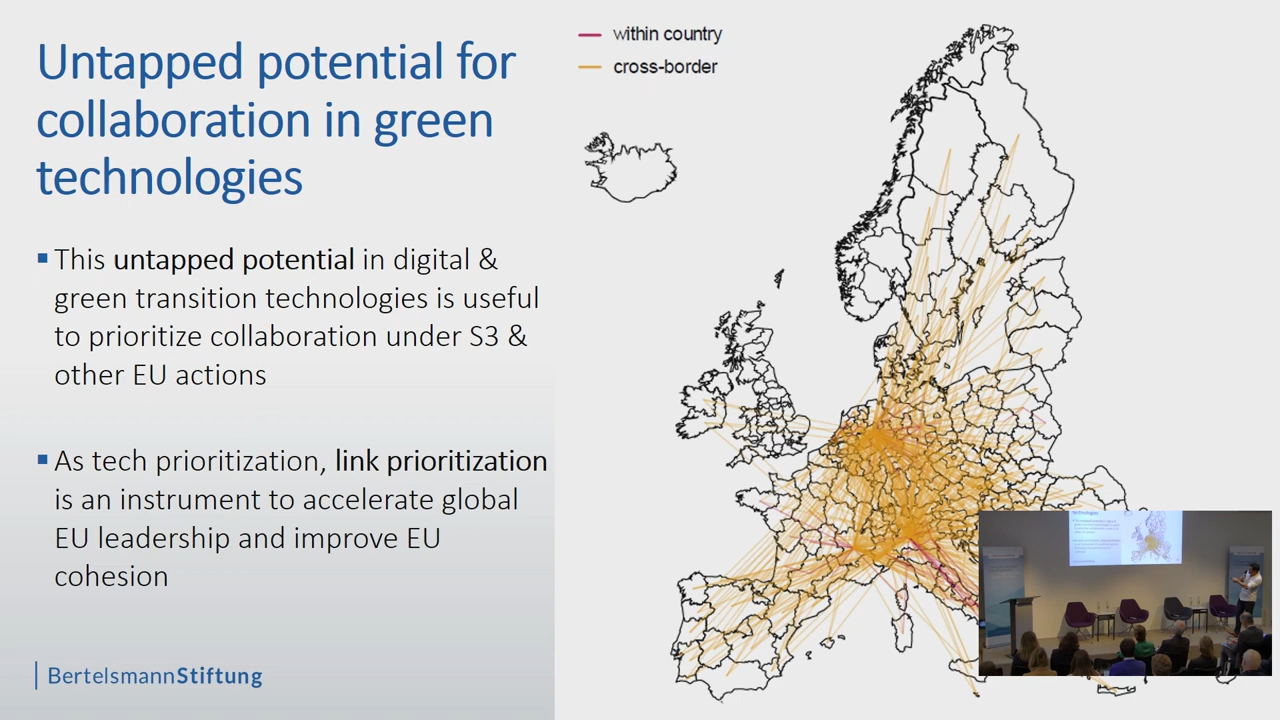 Untapped potential for
collaboration in green
technologies
This untapped potential in digital &
green transition technologies is useful
to prioritize collaboration under S3 &
other EU actions
As tech prioritization, link prioritization
is an instrument to accelerate global
EU leadership and improve EU
cohesion
BertelsmannStiftung
within country
cross-border
technologies